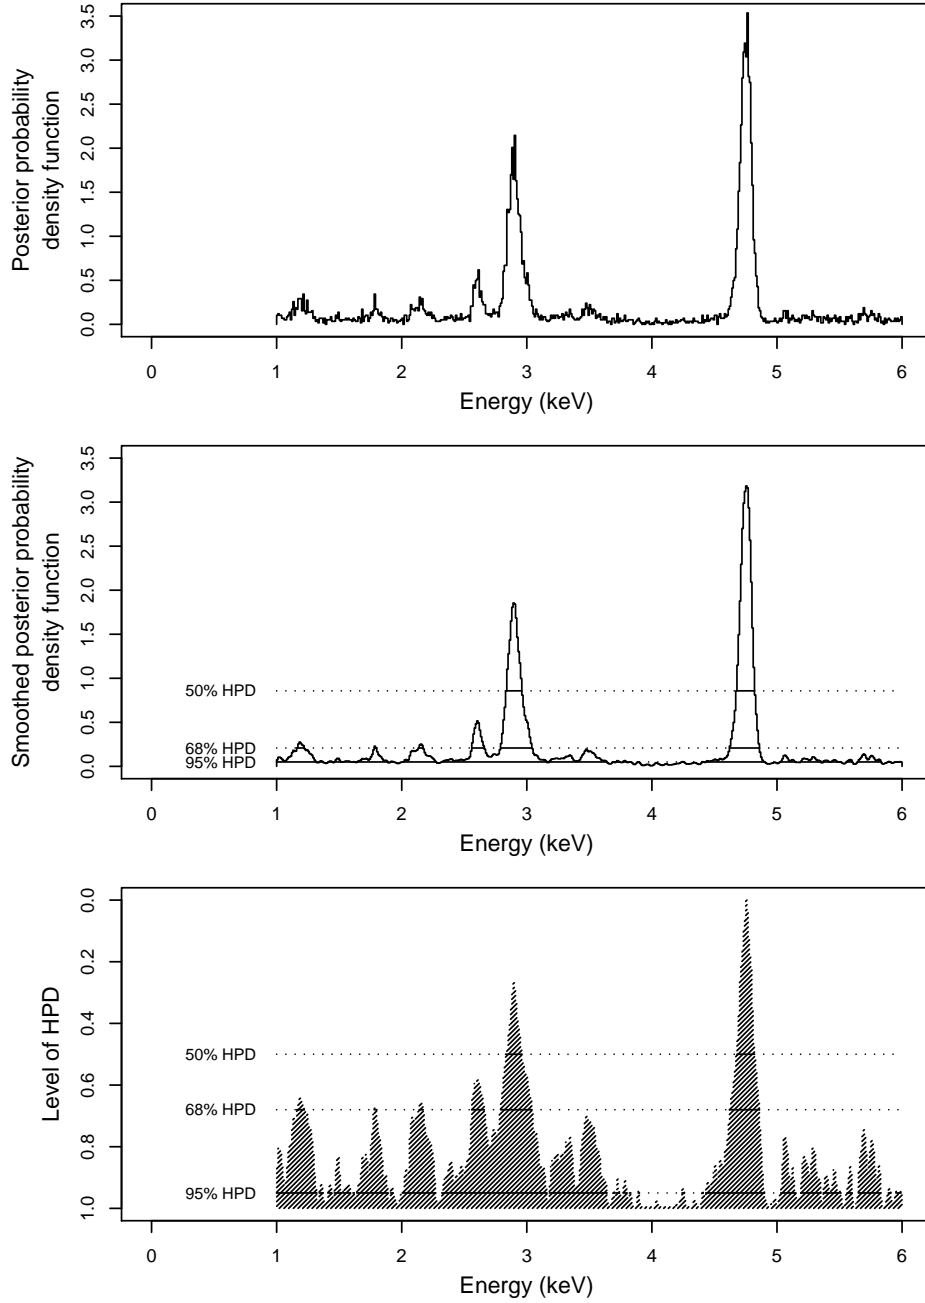 Posterior probability
density function
3.5
3.0
2.5
2.0
1.5
1.0
0.5
0.0
0 1 2 3 4 5 6
Energy (keV)
Smoothed posterior probability
density function
3.5
3.0
2.5
2.0
1.5
1.0
0.5
0.0
50% HPD
68% HPD
95% HPD
0 1 2 3 4 5 6
Energy (keV)
Level of HPD
0.0
0.2
0.4
0.6
0.8
1.0
50% HPD
68% HPD
95% HPD
0 1 2 3 4 5 6
Energy (keV)